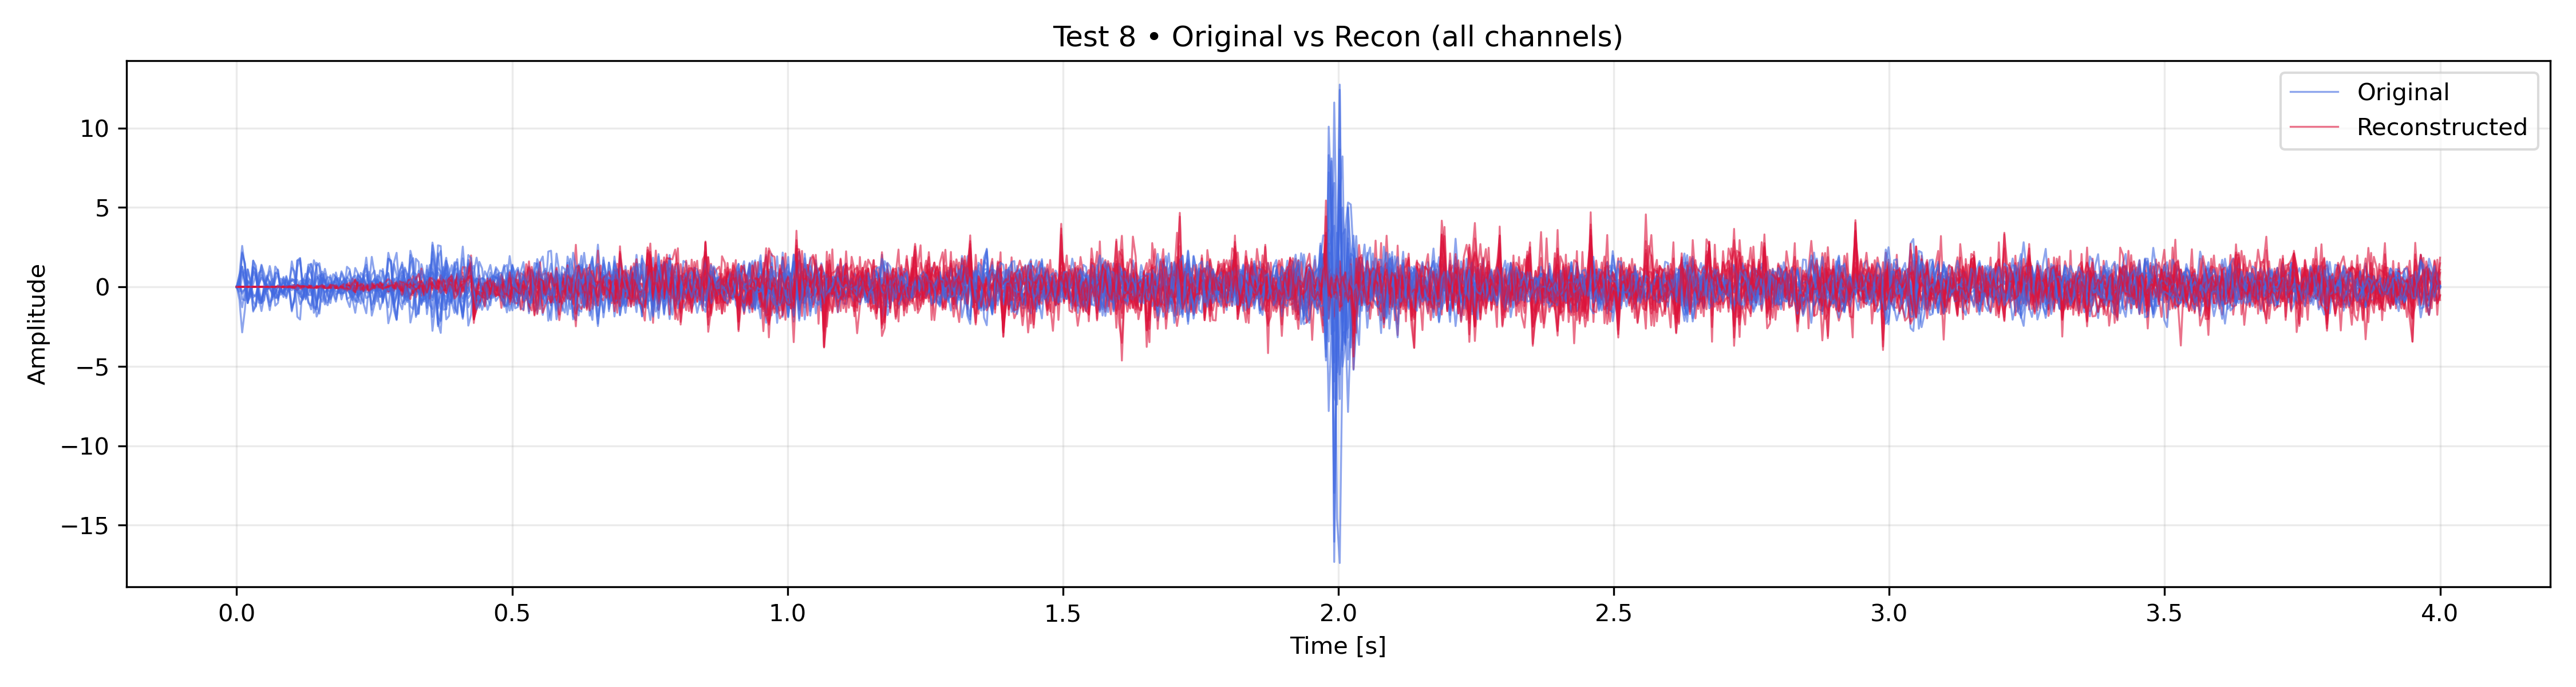 Test 8 • Original vs Recon (all channels)
Original
Reconstructed
Amplitude
10
5
0
−5
−10
−15
0.0 0.5 1.0 1.5 2.0 2.5 3.0 3.5 4.0
Time [s]